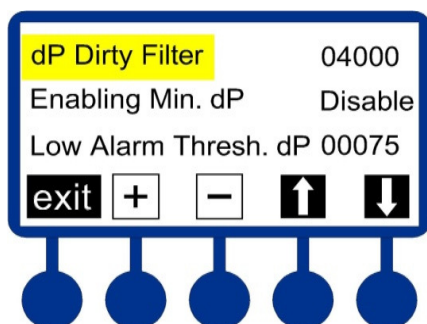 dP Dirty Filter 04000
Enabling Min. dP Disable
Low Alarm Thresh. dP 00075
exit + − ↑ ↓